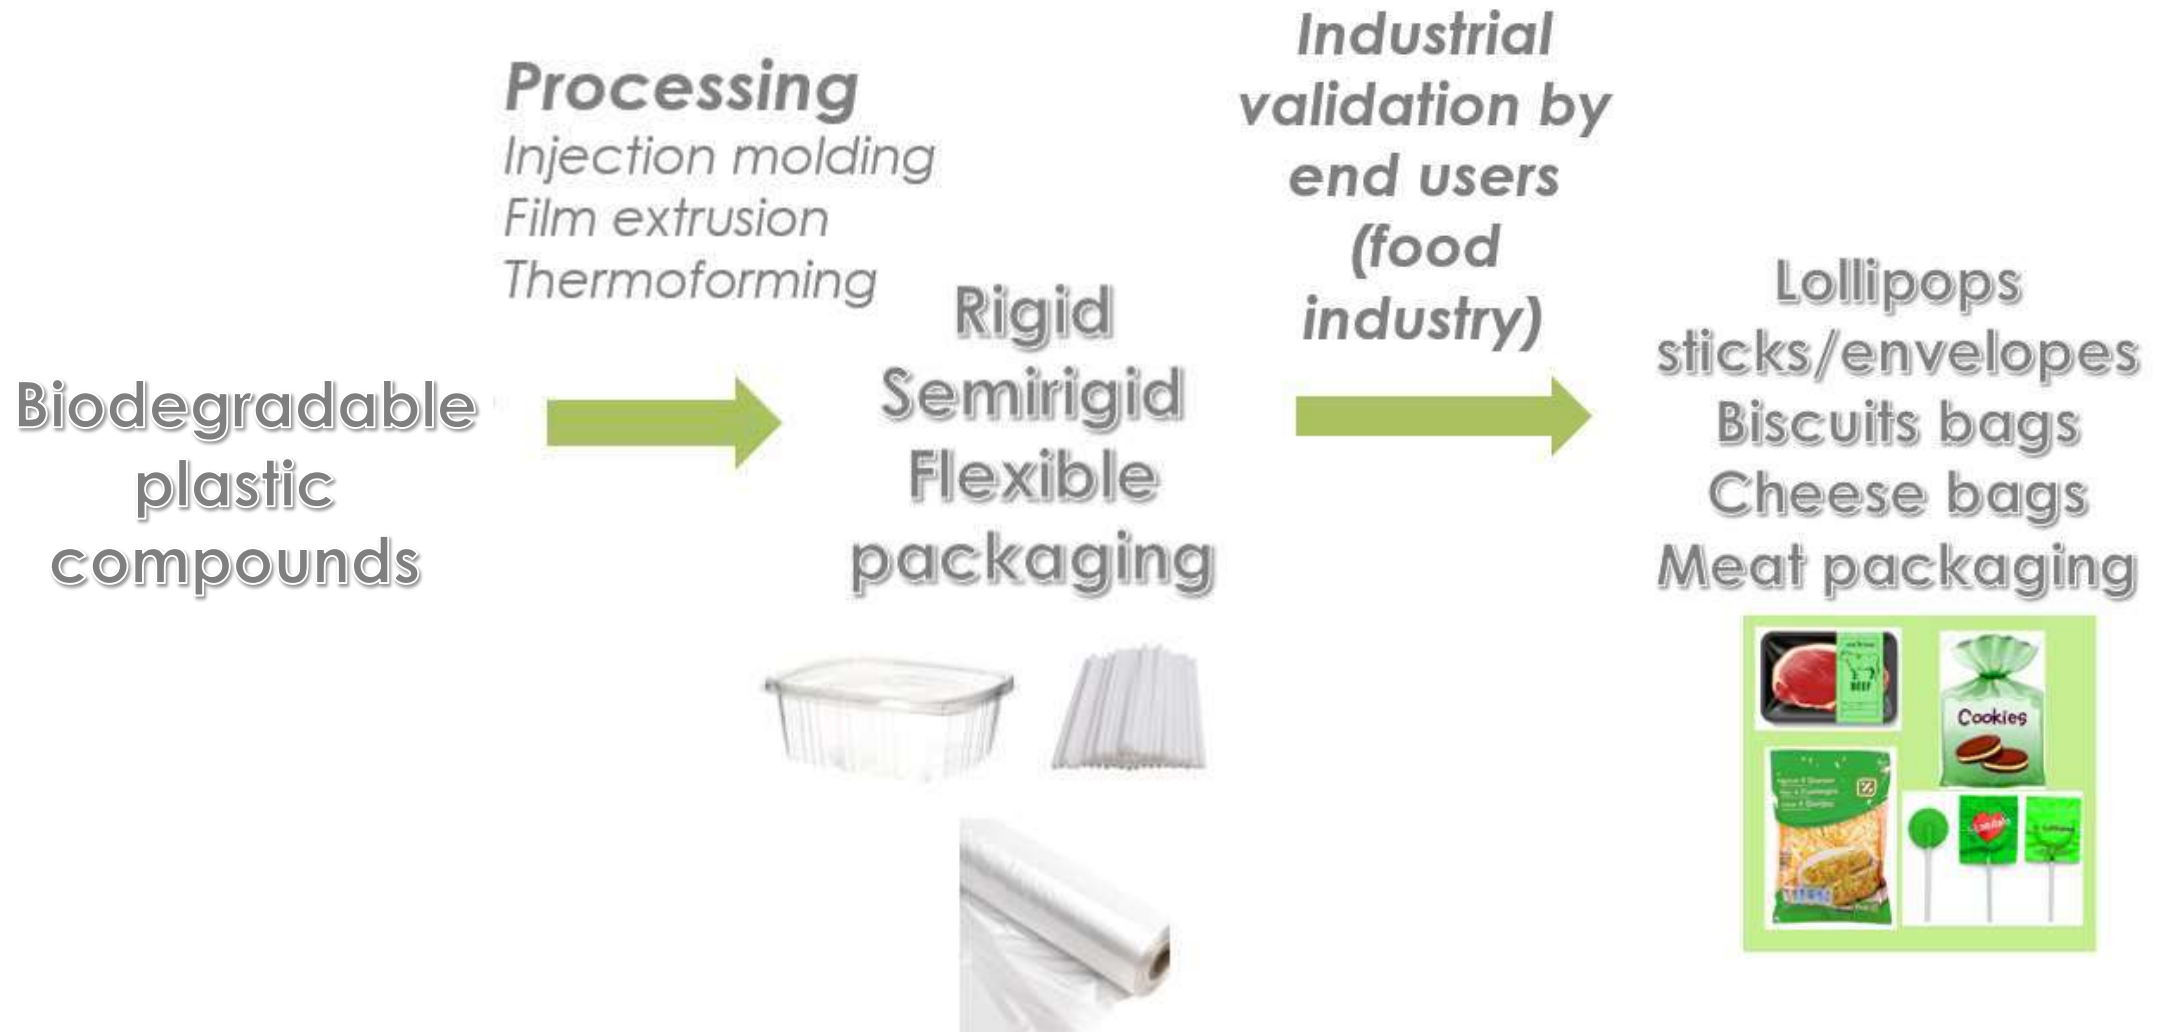 Biodegradable
plastic
compounds
Processing
Injection molding
Film extrusion
Thermoforming
Rigid
Semirigid
Flexible
packaging
Industrial
validation by
end users
(food
industry)
Lollipops
sticks/envelopes
Biscuits bags
Cheese bags
Meat packaging
BEEF
Cookies